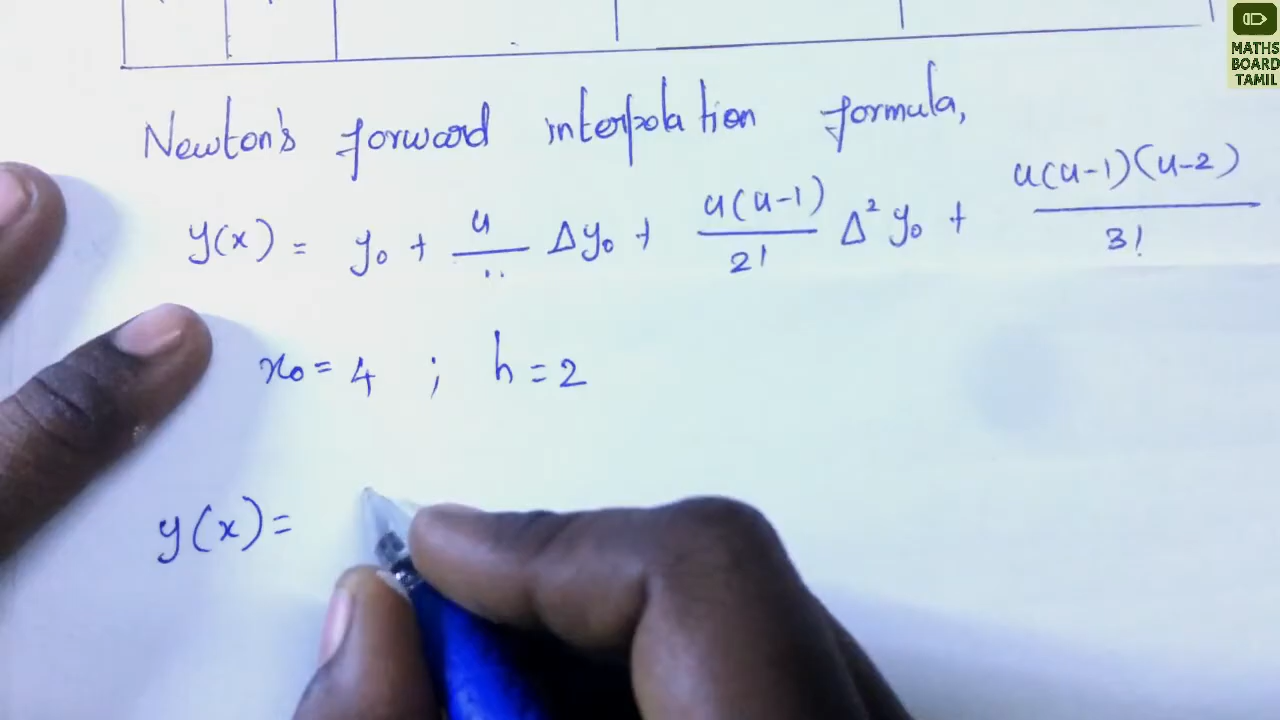 MATHS
BOARD
TAMIL
Newton's forward interpolation formula,
y(x) = y₀ + u/.. Δy₀ + u(u-1)/2! Δ²y₀ + u(u-1)(u-2)/3!
x₀ = 4 ; h = 2
y(x) =